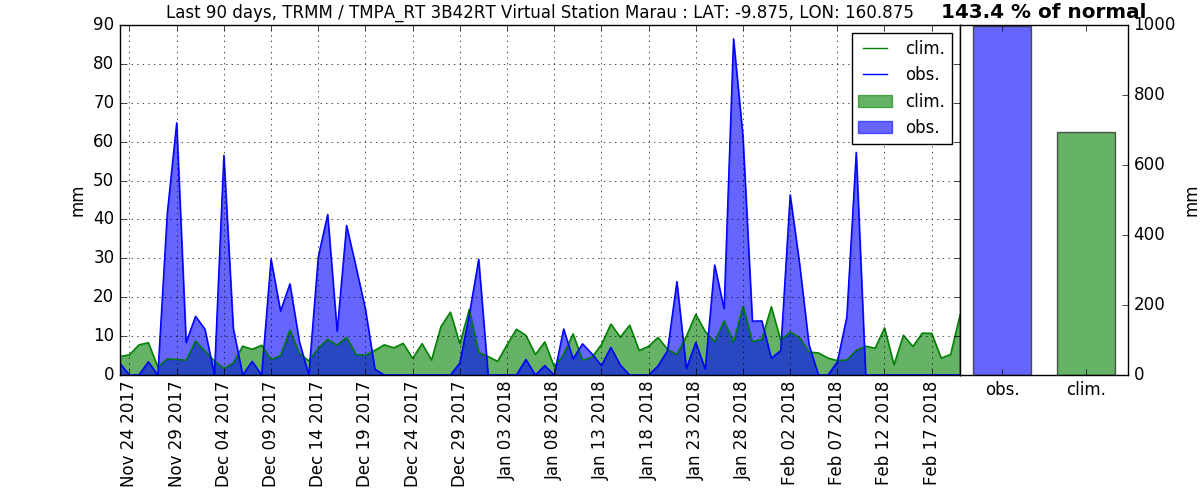 Last 90 days, TRMM / TMPA_RT 3B42RT Virtual Station Marau : LAT: -9.875, LON: 160.875
143.4 % of normal
90
80
70
60
50
40
30
20
10
0
mm
clim.
obs.
clim.
obs.
1000
800
600
400
200
0
mm
obs.
clim.
Nov 24 2017
Nov 29 2017
Dec 04 2017
Dec 09 2017
Dec 14 2017
Dec 19 2017
Dec 24 2017
Dec 29 2017
Jan 03 2018
Jan 08 2018
Jan 13 2018
Jan 18 2018
Jan 23 2018
Jan 28 2018
Feb 02 2018
Feb 07 2018
Feb 12 2018
Feb 17 2018